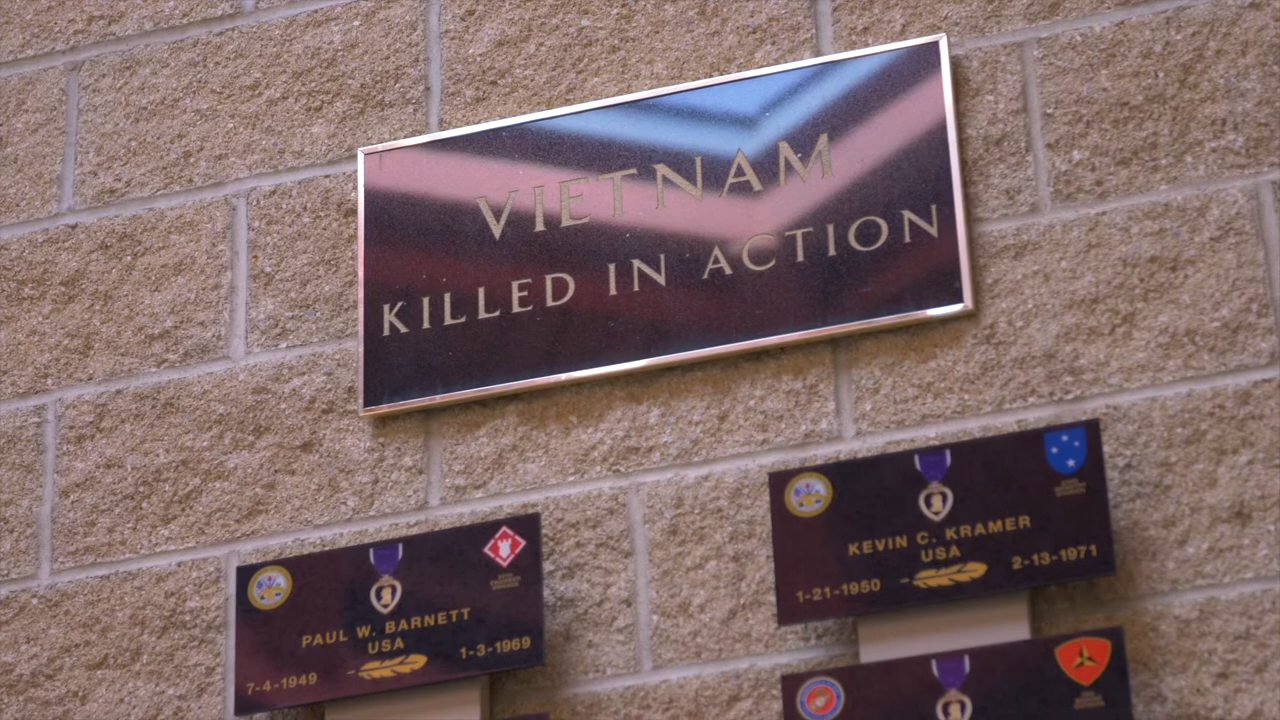 VIETNAM
KILLED IN ACTION
PAUL W. BARNETT
USA
7-4-1949
1-3-1969
KEVIN C. KRAMER
USA
1-21-1950
2-13-1971